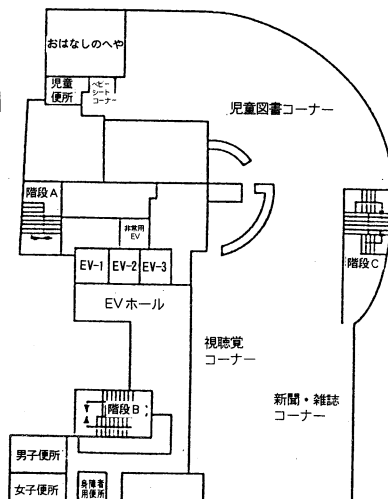 おはなしのへや
児童
便所
ベビー
シート
コーナー
児童図書コーナー
階段A
非常用
EV
EV-1
EV-2
EV-3
階段C
EVホール
視聴覚
コーナー
階段B
新聞・雑誌
コーナー
男子便所
女子便所
身障者
用便所